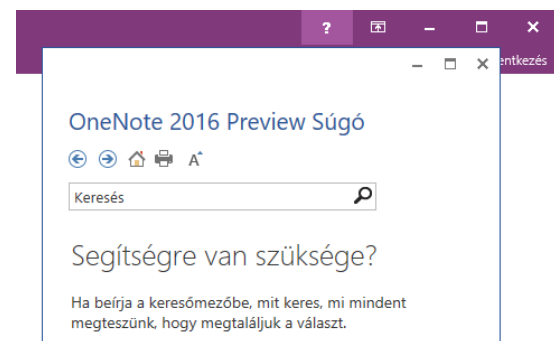 ?
entkezés
OneNote 2016 Preview Súgó
A
Keresés
Segítségre van szüksége?
Ha beírja a keresőmezőbe, mit keres, mi mindent
megteszünk, hogy megtaláljuk a választ.